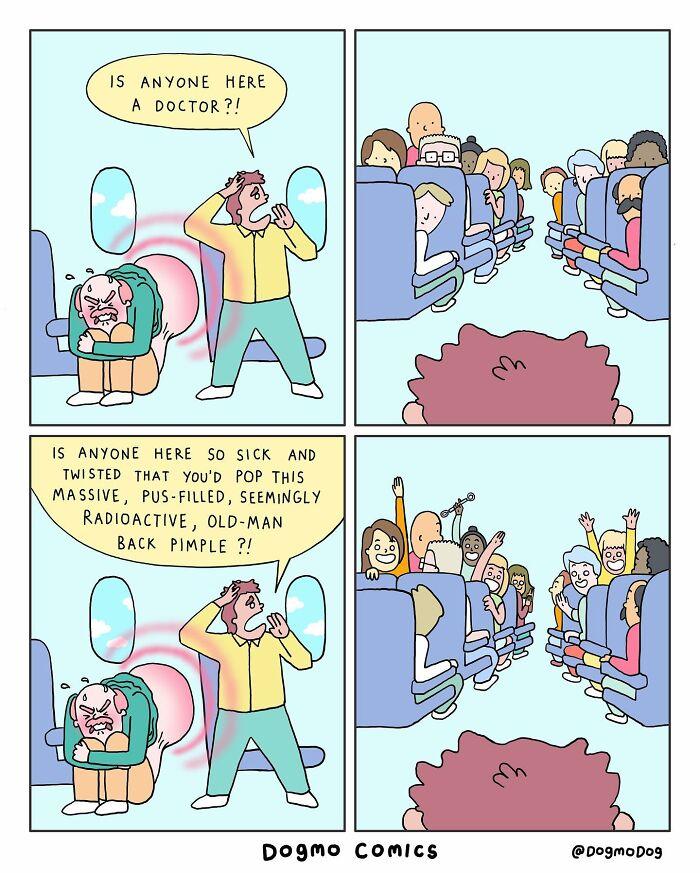 IS ANYONE HERE
A DOCTOR?!
IS ANYONE HERE SO SICK AND
TWISTED THAT YOU'D POP THIS
MASSIVE, PUS-FILLED, SEEMINGLY
RADIOACTIVE, OLD-MAN
BACK PIMPLE ?!
DOgMO COMICS
@DOgMODOg